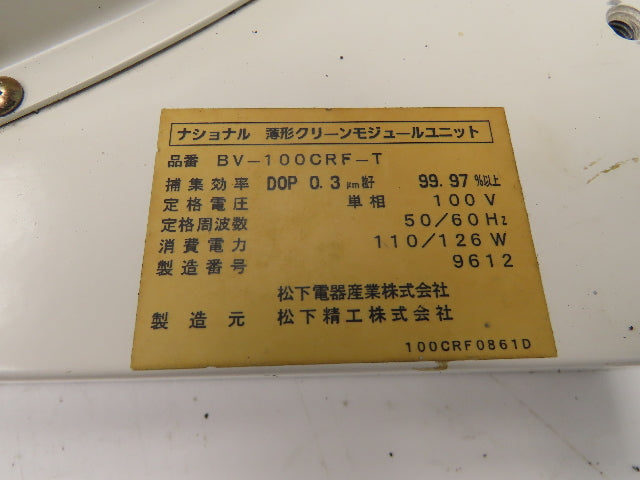 ナショナル 薄形クリーンモジュールユニット
品番 BV-100CRF-T
捕集効率 DOP 0.3 μm粒子 99.97%以上
定格電圧 単相 100V
定格周波数 50/60Hz
消費電力 110/126W
製造番号 9612
松下電器産業株式会社
製造元 松下精工株式会社
100CRF0861D